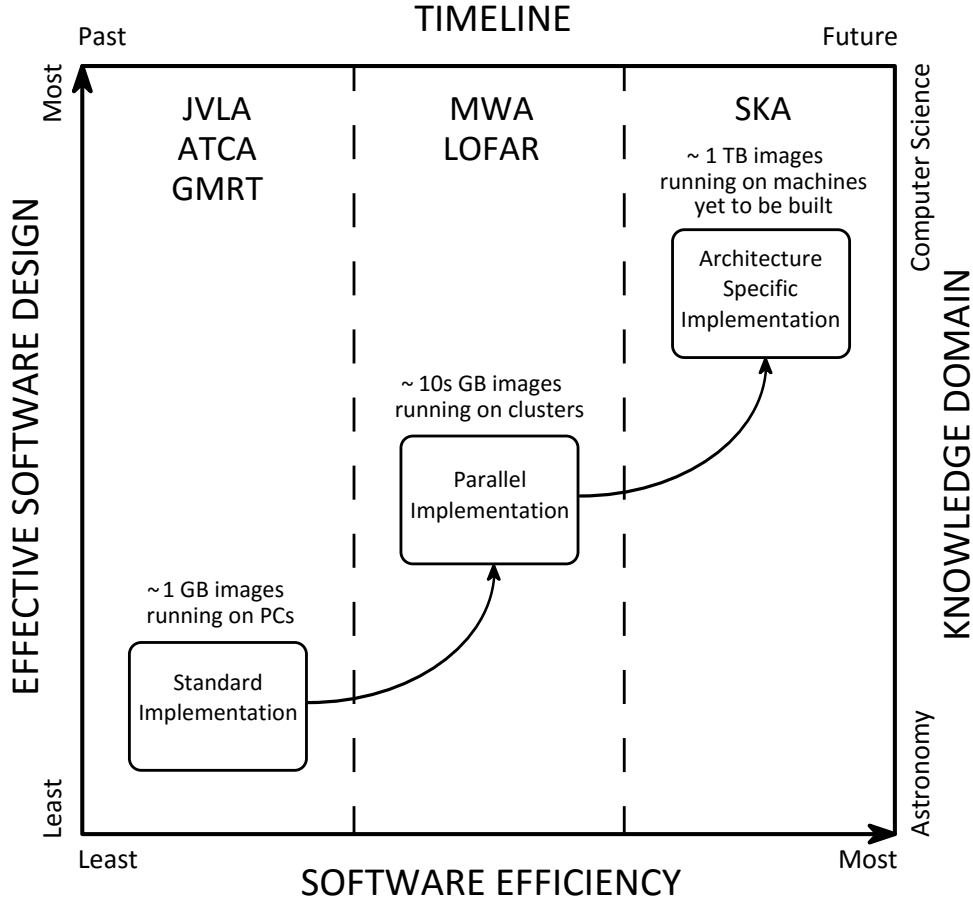 TIMELINE
Past
Future
Most
JVLA
ATCA
GMRT
MWA
LOFAR
SKA
~ 1 TB images
running on machines
yet to be built
Architecture
Specific
Implementation
Computer Science
EFFECTIVE SOFTWARE DESIGN
KNOWLEDGE DOMAIN
~ 10s GB images
running on clusters
Parallel
Implementation
~ 1 GB images
running on PCs
Standard
Implementation
Least
Astronomy
Least
Most
SOFTWARE EFFICIENCY